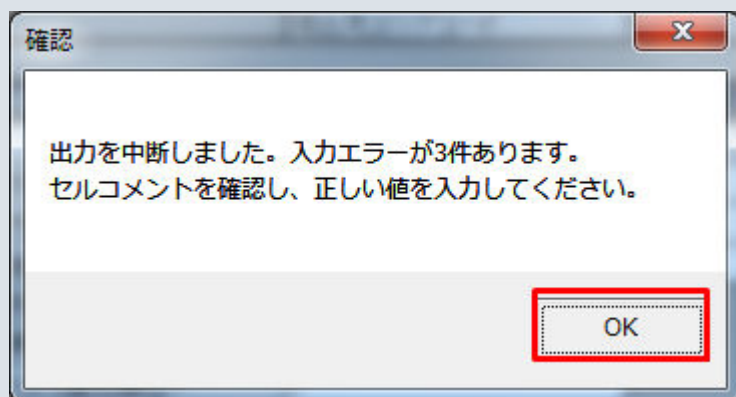 確認
出力を中断しました。入力エラーが3件あります。
セルコメントを確認し、正しい値を入力してください。
OK